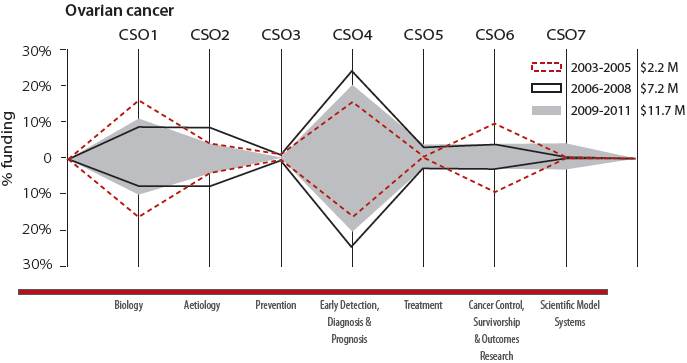 Ovarian cancer
CSO1 CSO2 CSO3 CSO4 CSO5 CSO6 CSO7
30%
20%
10%
0
10%
20%
30%
% funding
2003-2005 $2.2 M
2006-2008 $7.2 M
2009-2011 $11.7 M
Biology Aetiology Prevention Early Detection, Treatment Cancer Control, Scientific Model
Diagnosis & Survivorship Systems
Prognosis & Outcomes
Research